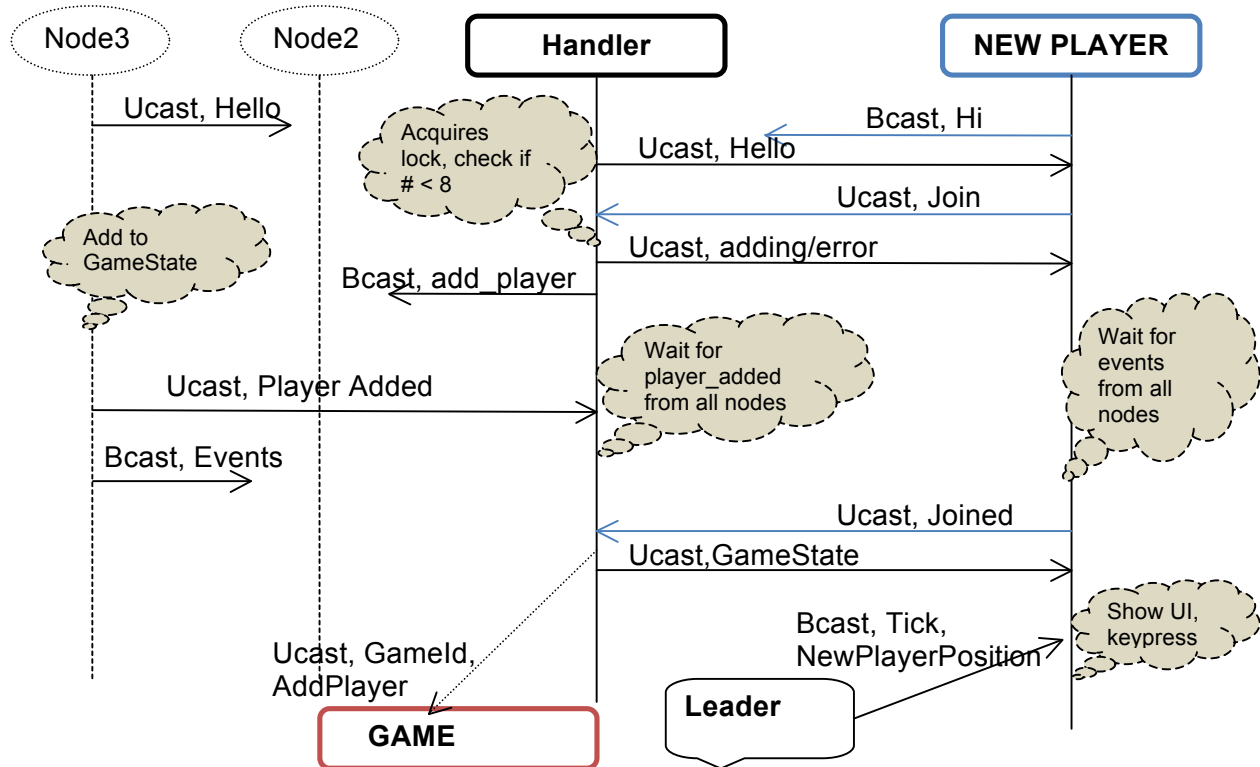 Node3
Node2
Handler
NEW PLAYER
Ucast, Hello
Bcast, Hi
Acquires
lock, check if
# < 8
Ucast, Hello
Ucast, Join
Add to
GameState
Ucast, adding/error
Bcast, add_player
Wait for
player_added
from all nodes
Wait for
events
from all
nodes
Ucast, Player Added
Bcast, Events
Ucast, Joined
Ucast,GameState
Show UI,
keypress
Bcast, Tick,
NewPlayerPosition
Ucast, GameId,
AddPlayer
Leader
GAME